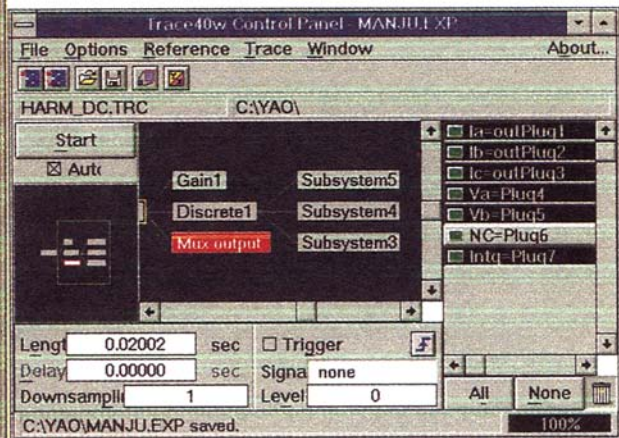 Trace40w Control Panel MANJU.EXP
File Options Reference Trace Window About...
HARM_DC.TRC C:\YAO\
Start
Auto
Gain1 Subsystem5
Discrete1 Subsystem4
Mux output Subsystem3
Ia=outPlug1
Ib=outPlug2
Ic=outPlug3
Va=Plug4
Vb=Plug5
NC=Plug6
Intq=Plug7
Lengt 0.02002 sec
Delay 0.00000 sec
Downsampli 1
Trigger
Signa none
Level 0
All None
C:\YAO\MANJU.EXP saved. 100%